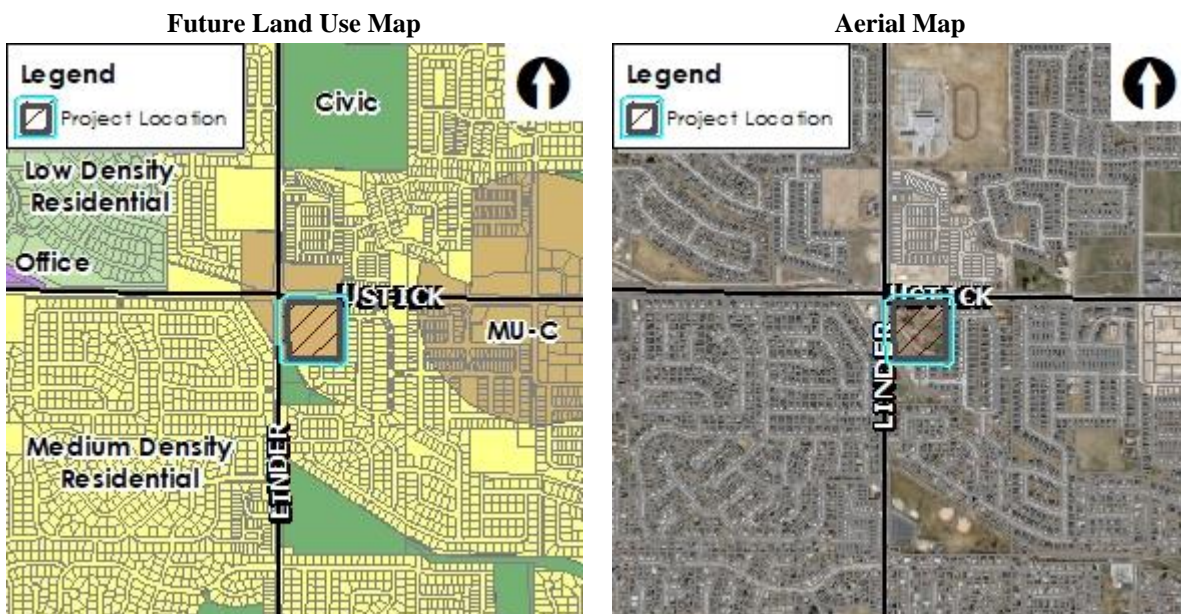 Future Land Use Map
Legend
Project Location
Civic
Low Density
Residential
Office
USTICK
MU-C
Medium Density
Residential
LINDER
Aerial Map
Legend
Project Location
USTICK
LINDER